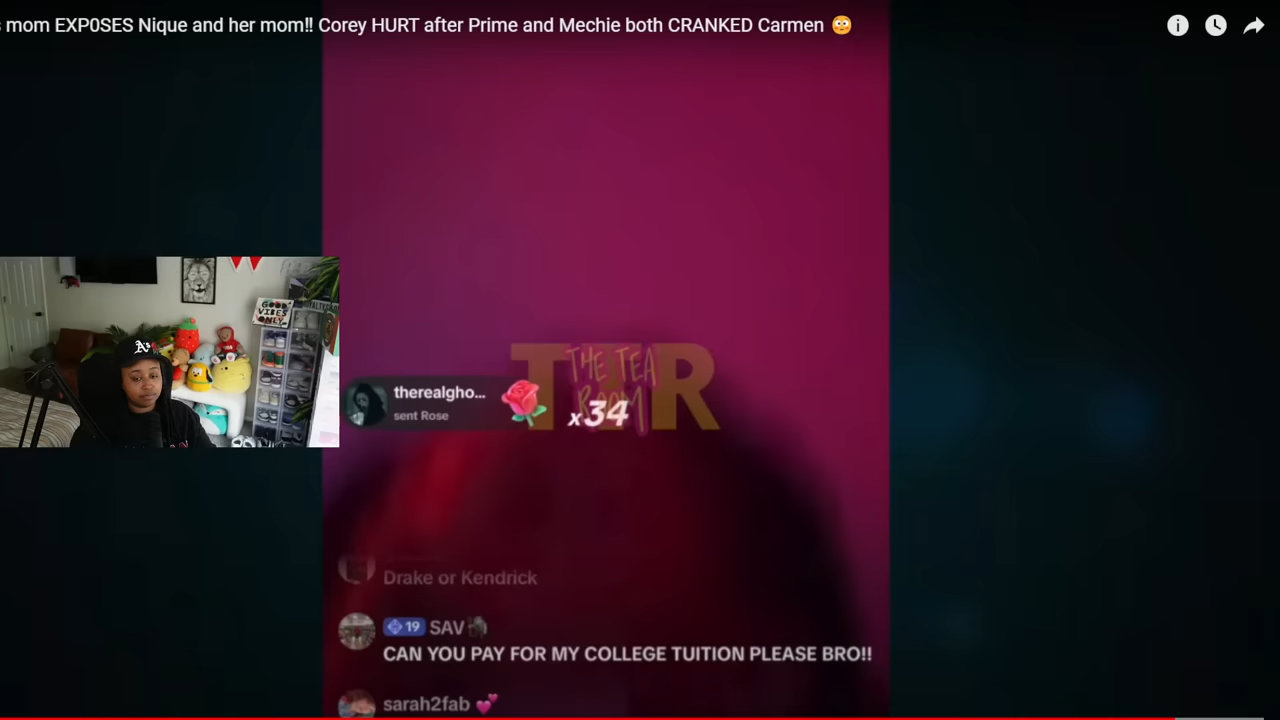 mom EXP0SES Nique and her mom!! Corey HURT after Prime and Mechie both CRANKED Carmen 😳
GOOD
VIBES
ONLY
A's
THE TEA
ROOM
TTR
therealgho...
sent Rose
x34
Drake or Kendrick
19 SAV
CAN YOU PAY FOR MY COLLEGE TUITION PLEASE BRO!!
sarah2fab 💕